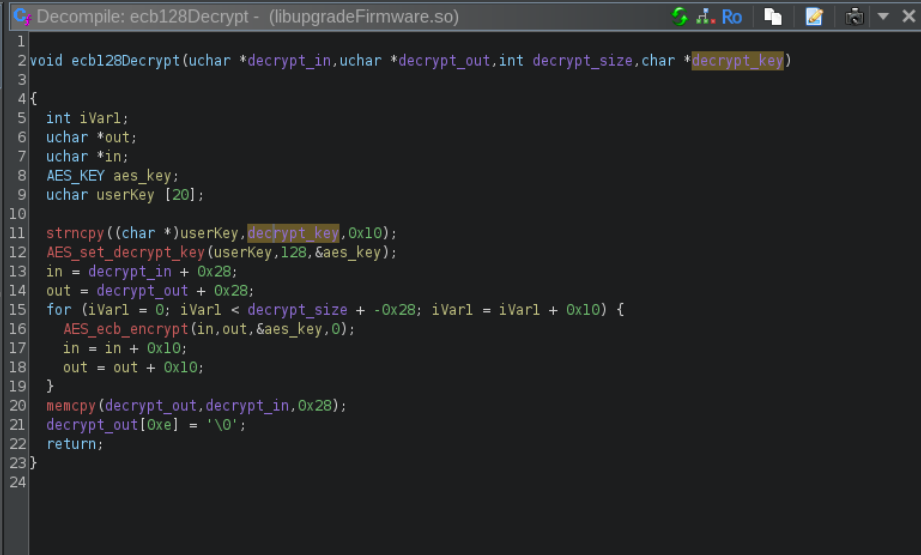 Decompile: ecb128Decrypt - (libupgradeFirmware.so)
Ro
1
2 void ecb128Decrypt(uchar *decrypt_in,uchar *decrypt_out,int decrypt_size,char *decrypt_key)
3
4 {
5 int iVar1;
6 uchar *out;
7 uchar *in;
8 AES_KEY aes_key;
9 uchar userKey [20];
10
11 strncpy((char *)userKey,decrypt_key,0x10);
12 AES_set_decrypt_key(userKey,128,&aes_key);
13 in = decrypt_in + 0x28;
14 out = decrypt_out + 0x28;
15 for (iVar1 = 0; iVar1 < decrypt_size + -0x28; iVar1 = iVar1 + 0x10) {
16 AES_ecb_encrypt(in,out,&aes_key,0);
17 in = in + 0x10;
18 out = out + 0x10;
19 }
20 memcpy(decrypt_out,decrypt_in,0x28);
21 decrypt_out[0xe] = '\0';
22 return;
23 }
24